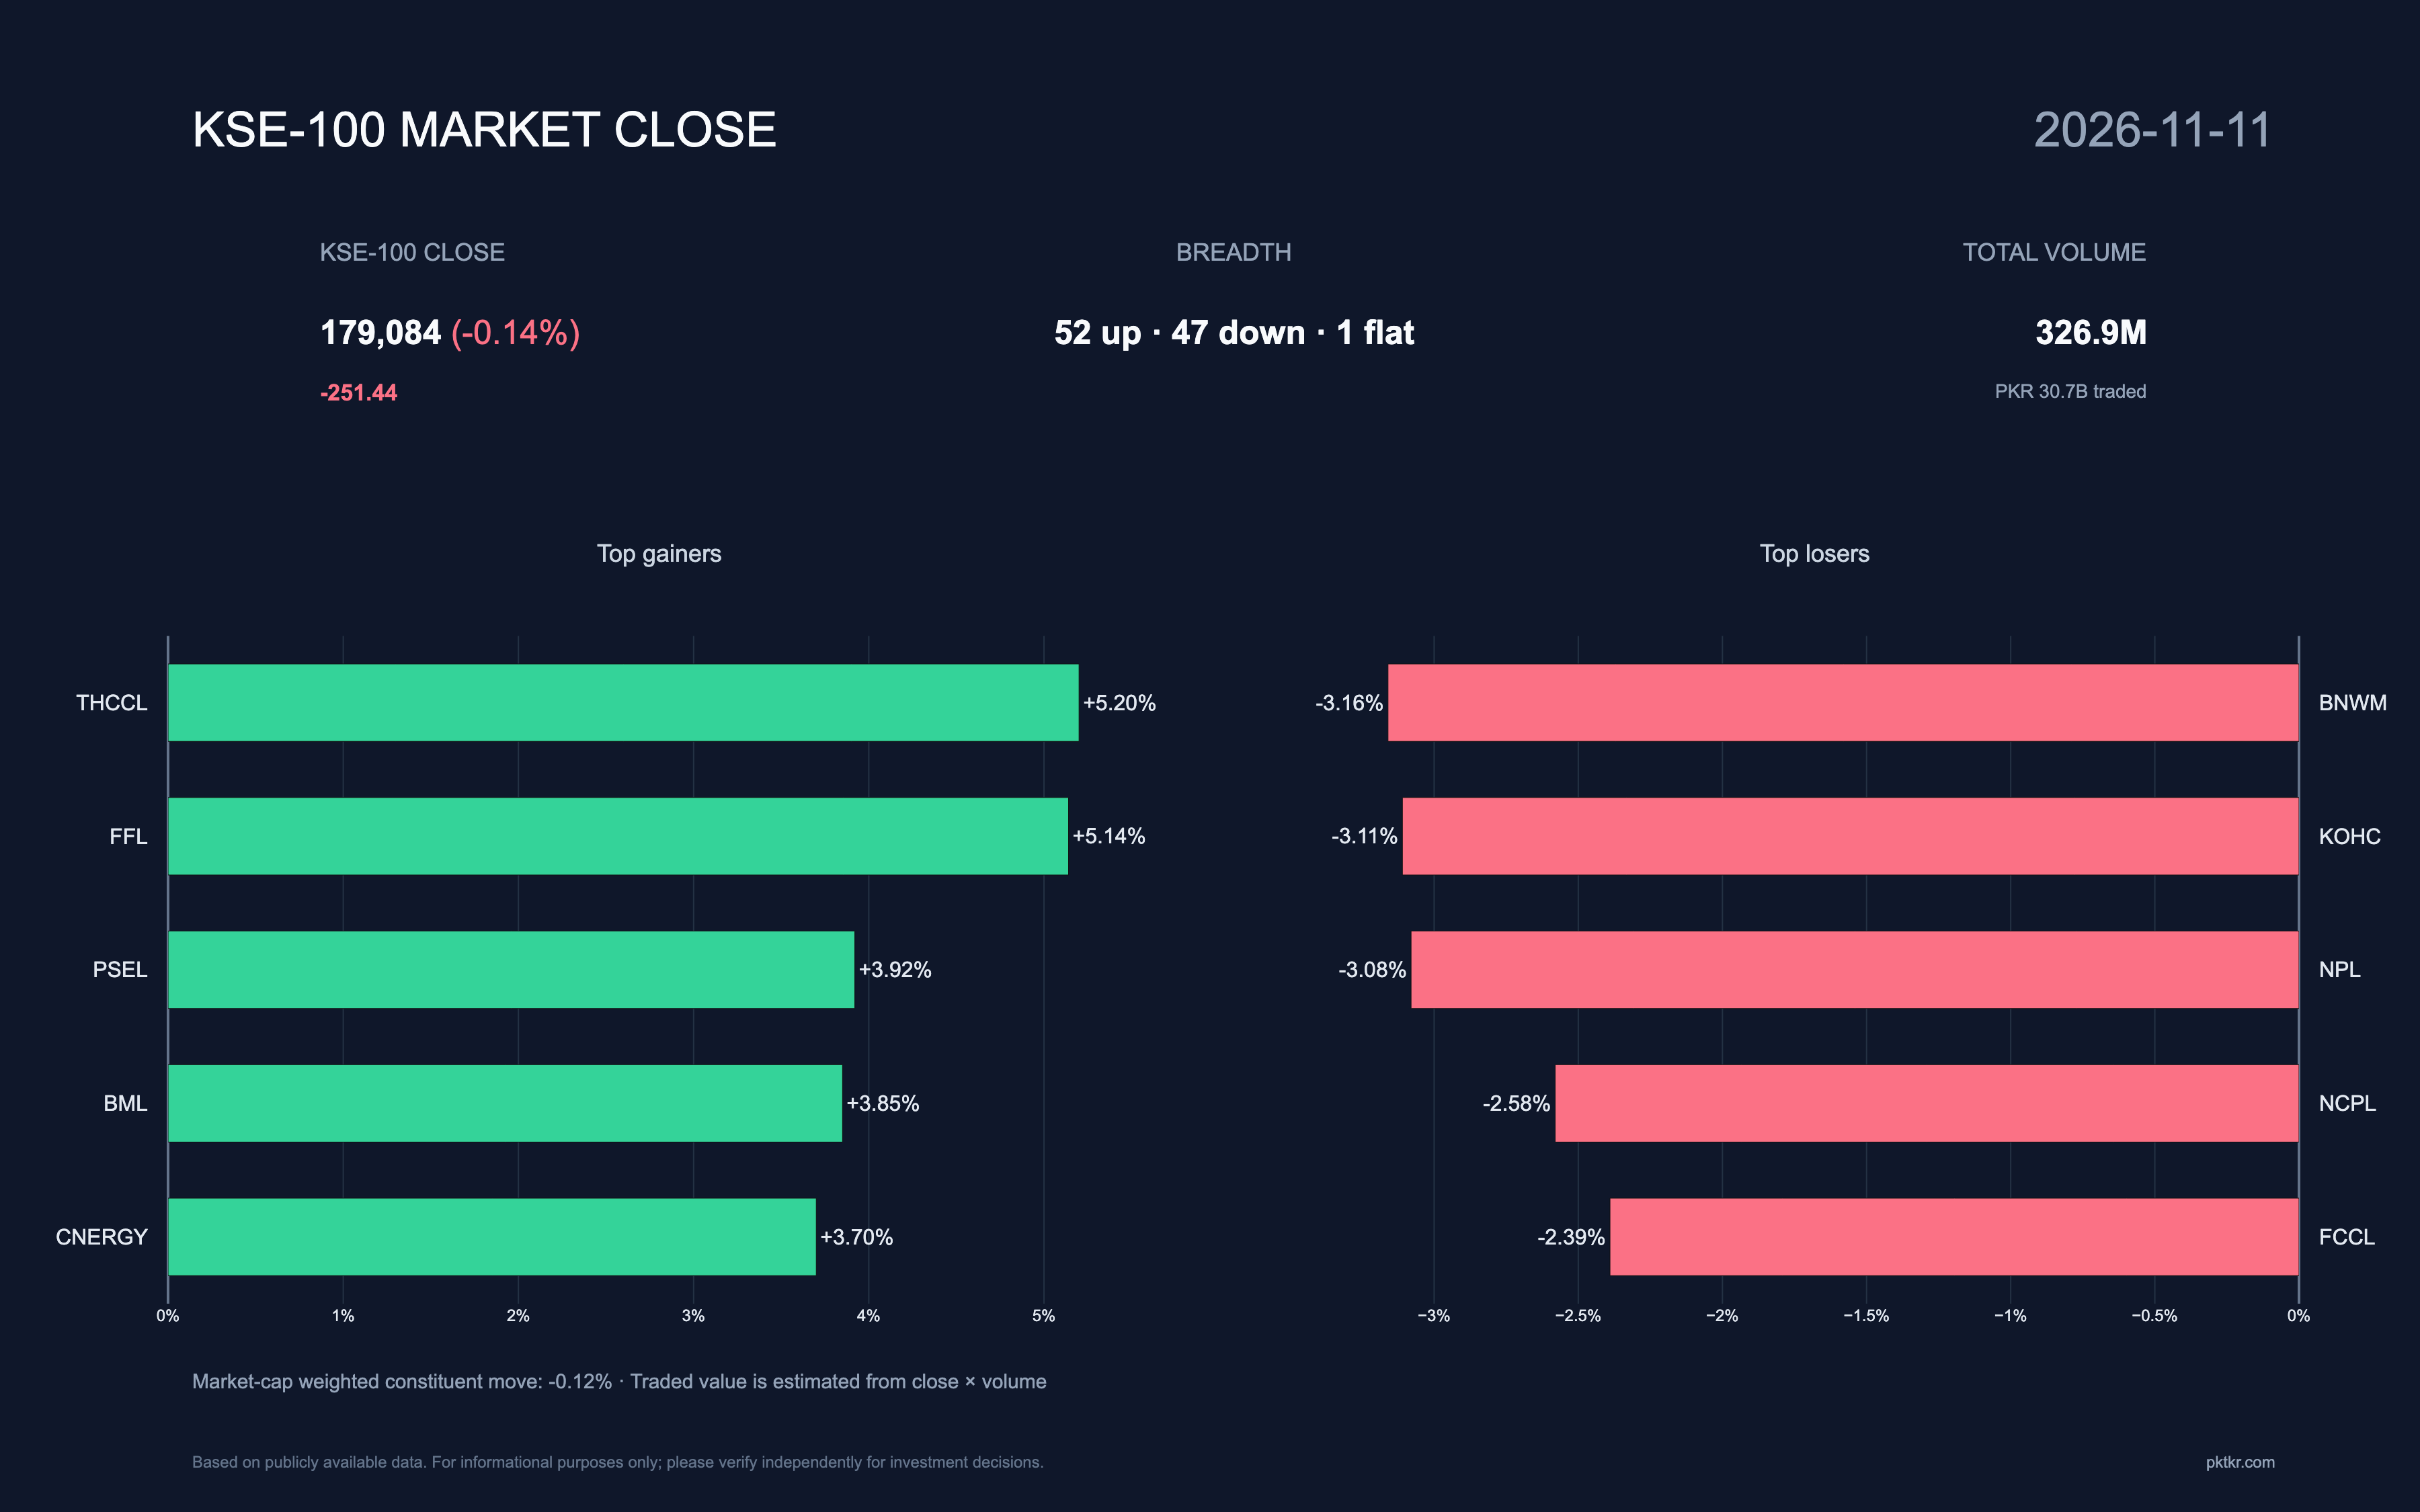 KSE-100 MARKET CLOSE
2026-11-11
KSE-100 CLOSE
179,084 (-0.14%)
-251.44
BREADTH
52 up · 47 down · 1 flat
TOTAL VOLUME
326.9M
PKR 30.7B traded
Top gainers
THCCL +5.20%
FFL +5.14%
PSEL +3.92%
BML +3.85%
CNERGY +3.70%
0% 1% 2% 3% 4% 5%
Top losers
-3.16% BNWM
-3.11% KOHC
-3.08% NPL
-2.58% NCPL
-2.39% FCCL
−3% −2.5% −2% −1.5% −1% −0.5% 0%
Market-cap weighted constituent move: -0.12% · Traded value is estimated from close × volume
Based on publicly available data. For informational purposes only; please verify independently for investment decisions.
pktkr.com